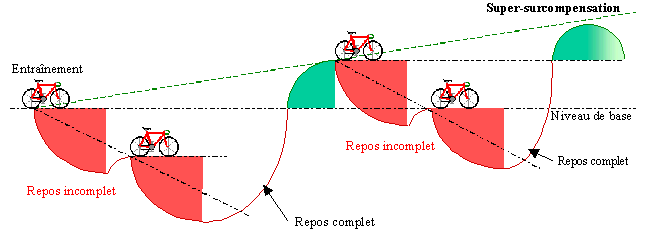 Super-surcompensation
Entraînement
Niveau de base
Repos incomplet
Repos complet
Repos incomplet
Repos complet